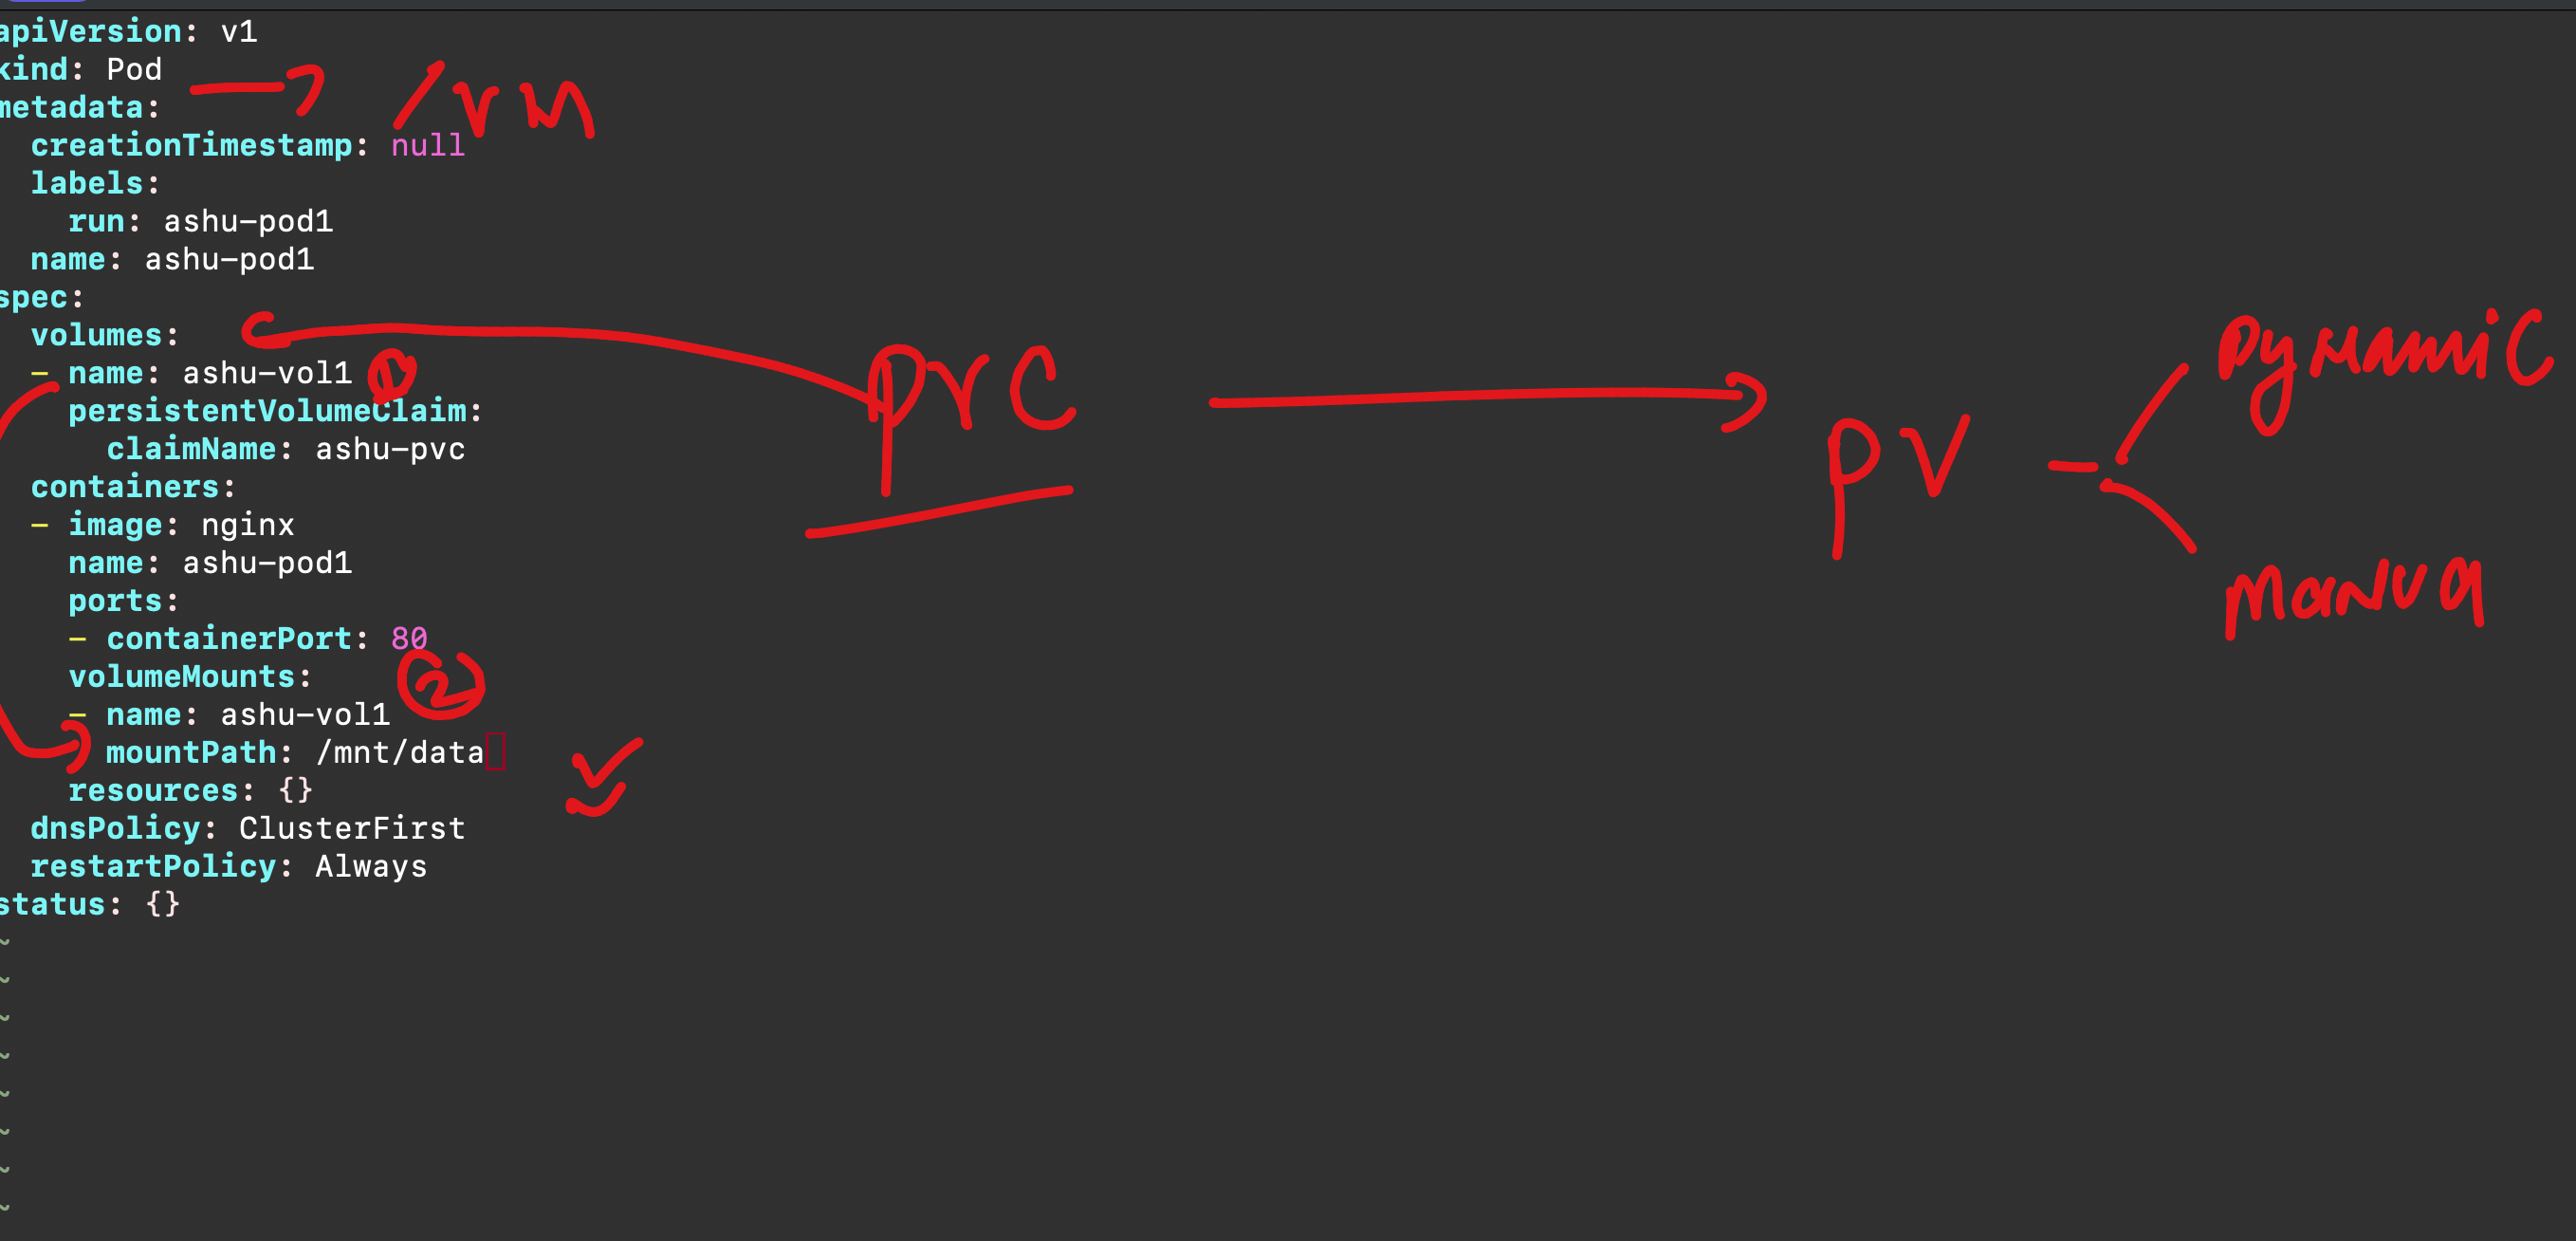 apiVersion: v1
kind: Pod
metadata:
creationTimestamp: null
labels:
run: ashu-pod1
name: ashu-pod1
spec:
volumes:
- name: ashu-vol1 1
persistentVolumeClaim:
claimName: ashu-pvc
containers:
- image: nginx
name: ashu-pod1
ports:
- containerPort: 80
volumeMounts: 2
- name: ashu-vol1
mountPath: /mnt/data
resources: {}
dnsPolicy: ClusterFirst
restartPolicy: Always
status: {}
~
~
~
~
~
~
~
~
PVC
PV
Dynamic